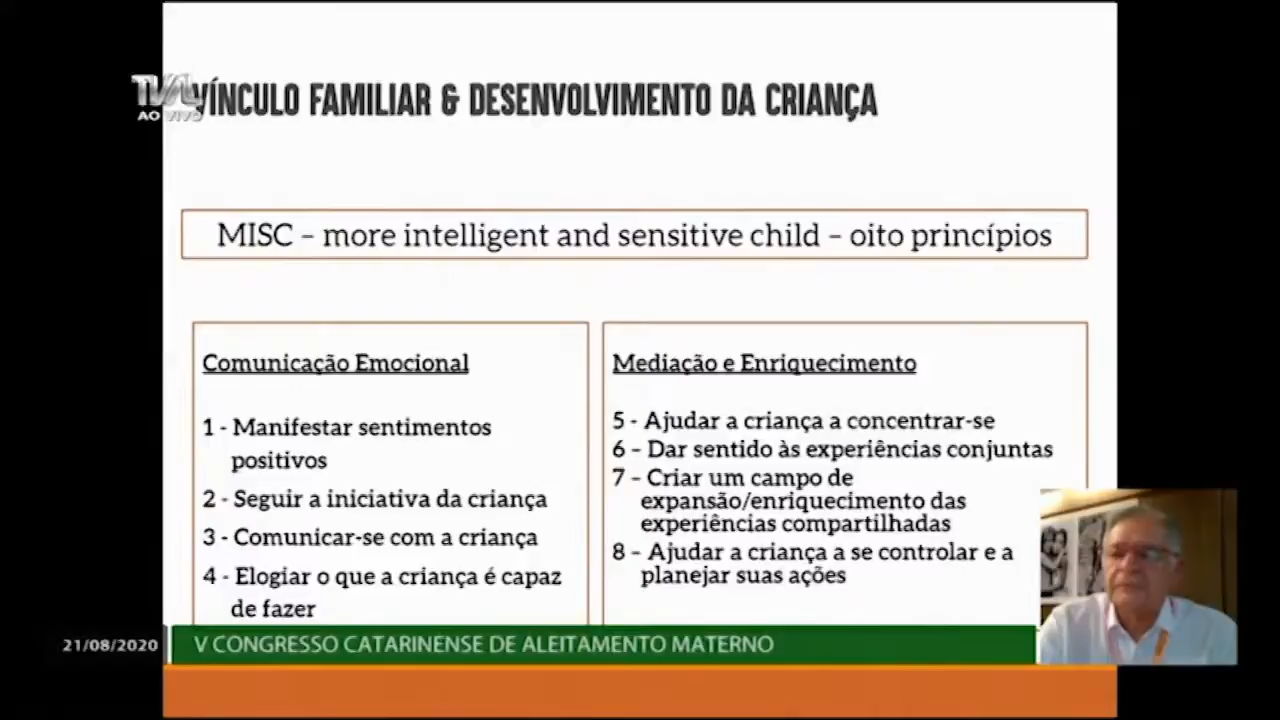 TVAL
AO VIVO
VÍNCULO FAMILIAR & DESENVOLVIMENTO DA CRIANÇA
MISC – more intelligent and sensitive child – oito princípios
Comunicação Emocional
1 - Manifestar sentimentos
positivos
2 - Seguir a iniciativa da criança
3 - Comunicar-se com a criança
4 - Elogiar o que a criança é capaz
de fazer
Mediação e Enriquecimento
5 - Ajudar a criança a concentrar-se
6 – Dar sentido às experiências conjuntas
7 – Criar um campo de
expansão/enriquecimento das
experiências compartilhadas
8 – Ajudar a criança a se controlar e a
planejar suas ações
21/08/2020
V CONGRESSO CATARINENSE DE ALEITAMENTO MATERNO